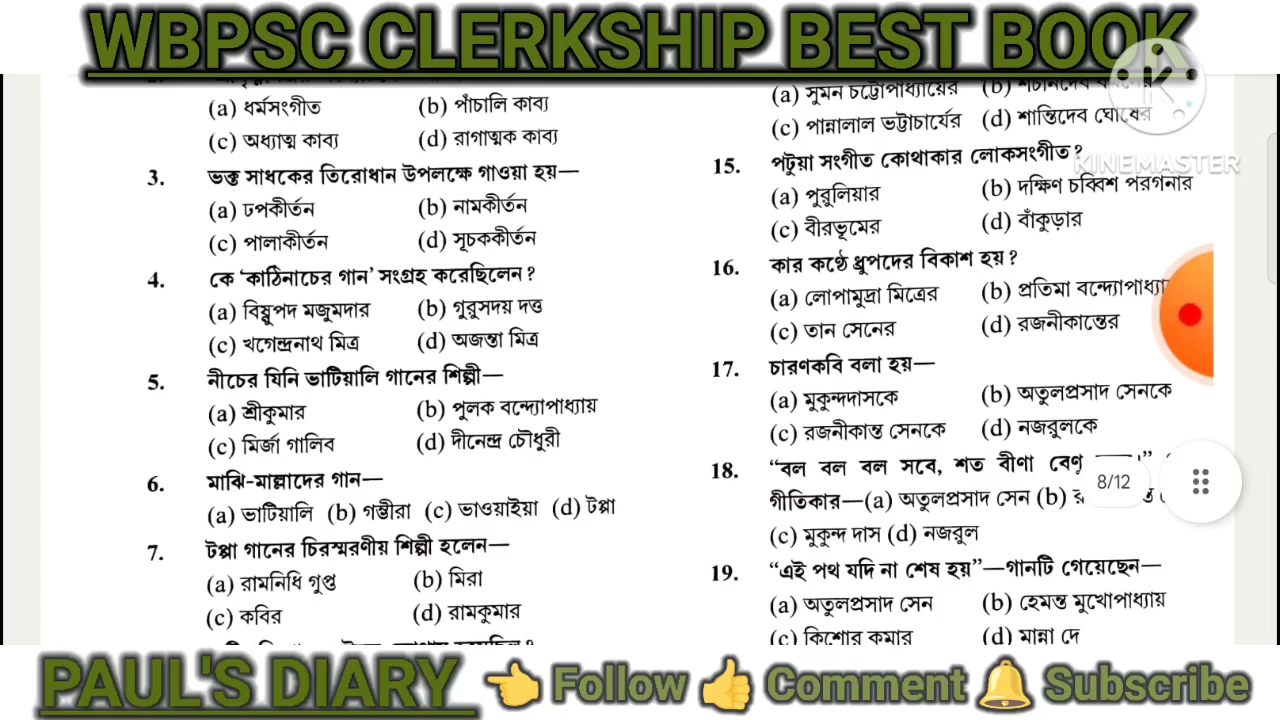 WBPSC CLERKSHIP BEST BOOK
(a) ধর্মসংগীত (b) পাঁচালি কাব্য
(c) অধ্যাত্ম কাব্য (d) রাগাত্মক কাব্য
3. ভক্ত সাধকের তিরোধান উপলক্ষে গাওয়া হয়—
(a) ঢপকীর্তন (b) নামকীর্তন
(c) পালাকীর্তন (d) সূচককীর্তন
4. কে ‘কাঠিনাচের গান’ সংগ্রহ করেছিলেন?
(a) বিষ্ণুপদ মজুমদার (b) গুরুসদয় দত্ত
(c) খগেন্দ্রনাথ মিত্র (d) অজন্তা মিত্র
5. নীচের যিনি ভাটিয়ালি গানের শিল্পী—
(a) শ্রীকুমার (b) পুলক বন্দ্যোপাধ্যায়
(c) মির্জা গালিব (d) দীনেন্দ্র চৌধুরী
6. মাঝি-মাল্লাদের গান—
(a) ভাটিয়ালি (b) গম্ভীরা (c) ভাওয়াইয়া (d) টপ্পা
7. টপ্পা গানের চিরস্মরণীয় শিল্পী হলেন—
(a) রামনিধি গুপ্ত (b) মিরা
(c) কবির (d) রামকুমার
(a) সুমন চট্টোপাধ্যায়ের (b)
(c) পান্নালাল ভট্টাচার্যের (d) শান্তিদেব ঘোষের
15. পটুয়া সংগীত কোথাকার লোকসংগীত?
KINEMASTER
(a) পুরুলিয়ার (b) দক্ষিণ চব্বিশ পরগনার
(c) বীরভূমের (d) বাঁকুড়ার
16. কার কণ্ঠে ধ্রুপদের বিকাশ হয়?
(a) লোপামুদ্রা মিত্রের (b) প্রতিমা
(c) তান সেনের (d) রজনীকান্তের
17. চারণকবি বলা হয়—
(a) মুকুন্দদাসকে (b) অতুলপ্রসাদ সেনকে
(c) রজনীকান্ত সেনকে (d) নজরুলকে
18. “বল বল বল সবে, শত বীণা বেণু
8/12
গীতিকার—(a) অতুলপ্রসাদ সেন (b)
(c) মুকুন্দ দাস (d) নজরুল
19. “এই পথ যদি না শেষ হয়”—গানটি গেয়েছেন—
(a) অতুলপ্রসাদ সেন (b) হেমন্ত মুখোপাধ্যায়
(c) কিশোর কুমার (d) মান্না দে
PAUL'S DIARY 👈 Follow 👍 Comment 🔔 Subscribe